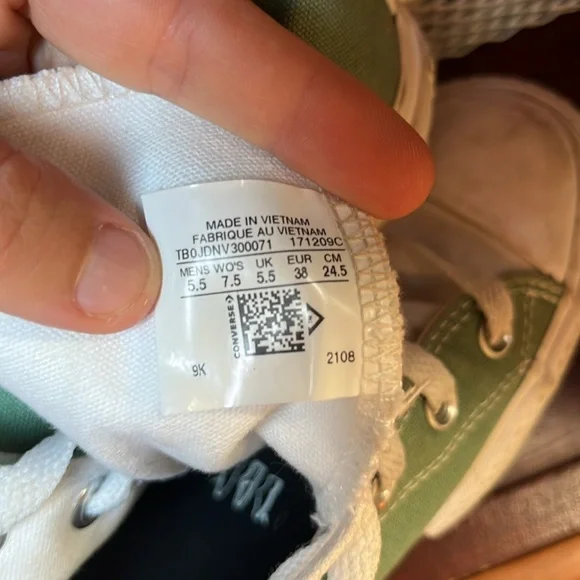 MADE IN VIETNAM
FABRIQUE AU VIETNAM
TB0JDNV300071 171209C
MENS WO'S UK EUR CM
5.5 7.5 5.5 38 24.5
CONVERSE
9K 2108